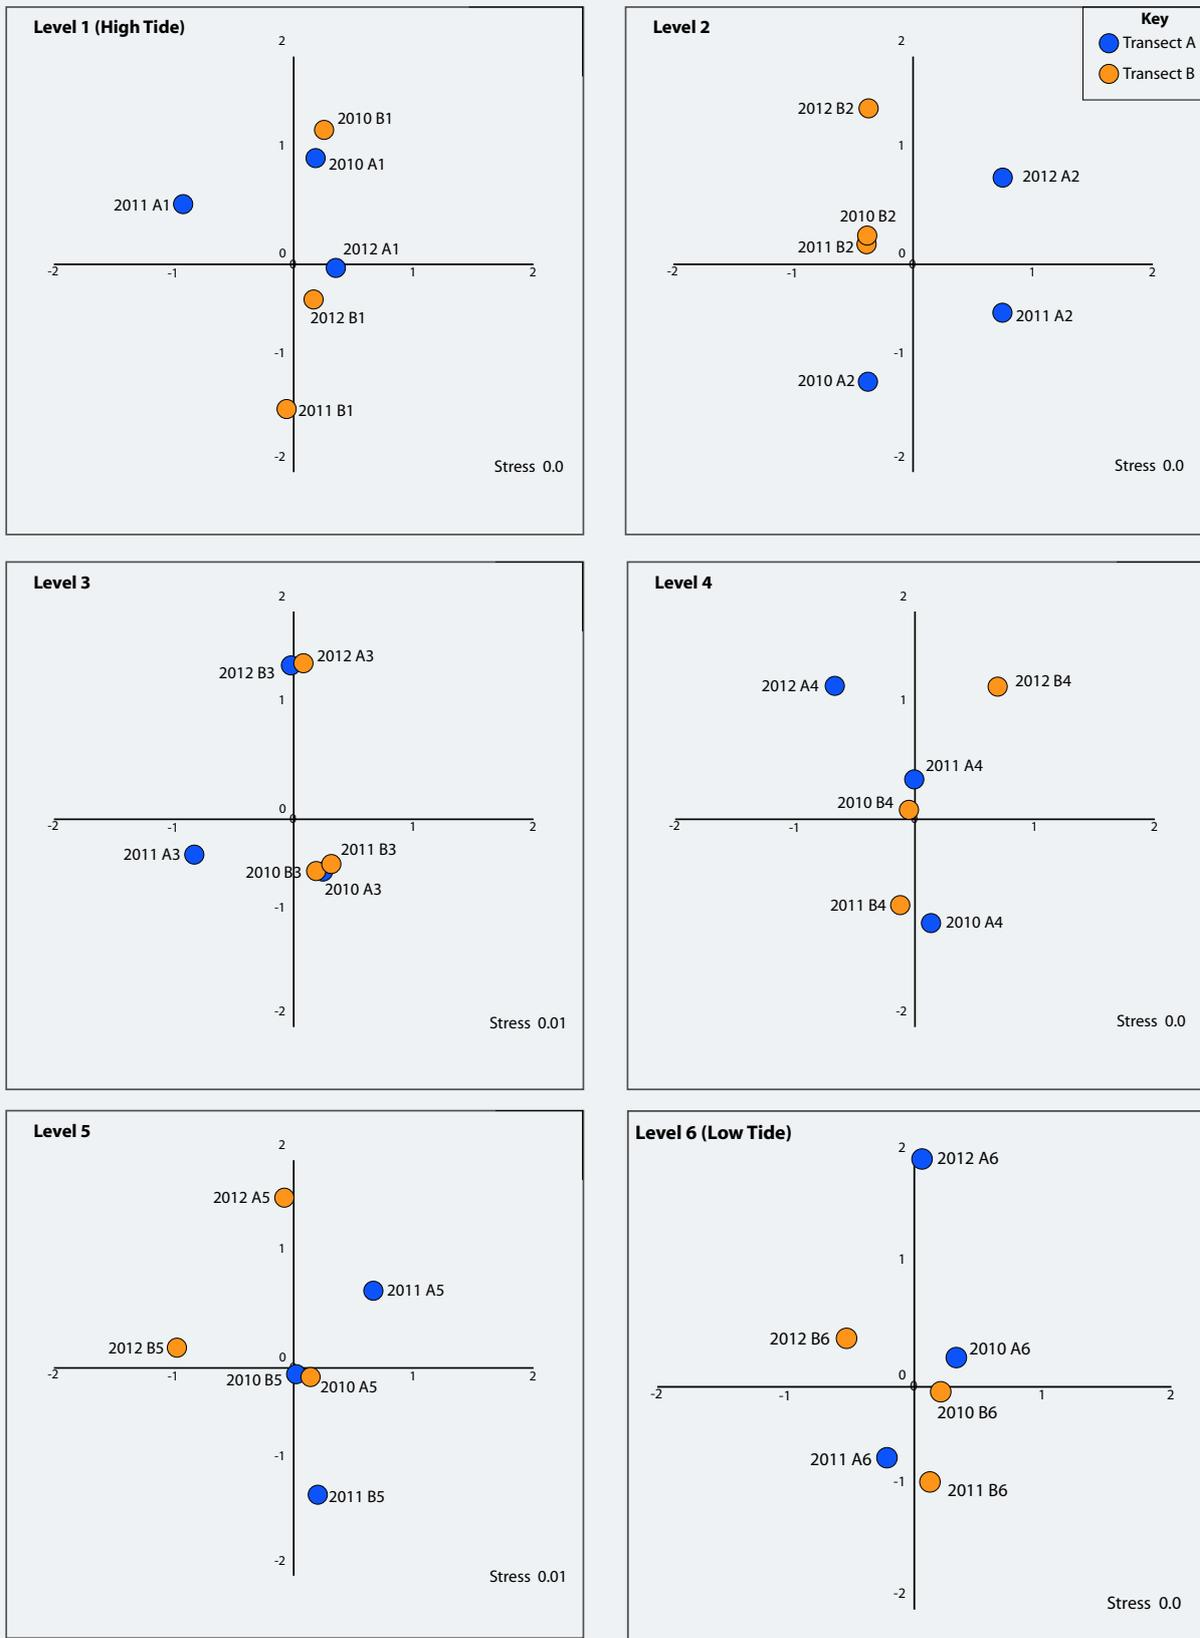 Level 1 (High Tide)
2
2010 B1
1
2010 A1
2011 A1
2012 A1
0
-2
-1
0
1
2
2012 B1
-1
2011 B1
-2
Stress 0.0
Level 2
Key
Transect A
Transect B
2
2012 B2
1
2012 A2
2010 B2
2011 B2
0
-2
-1
0
1
2
2011 A2
-1
2010 A2
-2
Stress 0.0
Level 3
2
2012 A3
2012 B3
1
0
-2
-1
0
1
2
2011 A3
2011 B3
2010 B3
2010 A3
-1
-2
Stress 0.01
Level 4
2
2012 A4
2012 B4
1
2011 A4
2010 B4
-2
-1
0
1
2
2011 B4
2010 A4
-2
Stress 0.0
Level 5
2
2012 A5
1
2011 A5
2012 B5
0
-2
-1
1
2
2010 B5
2010 A5
-1
2011 B5
-2
Stress 0.01
Level 6 (Low Tide)
2
2012 A6
1
2012 B6
2010 A6
0
-2
-1
0
1
2
2010 B6
2011 A6
-1
2011 B6
-2
Stress 0.0